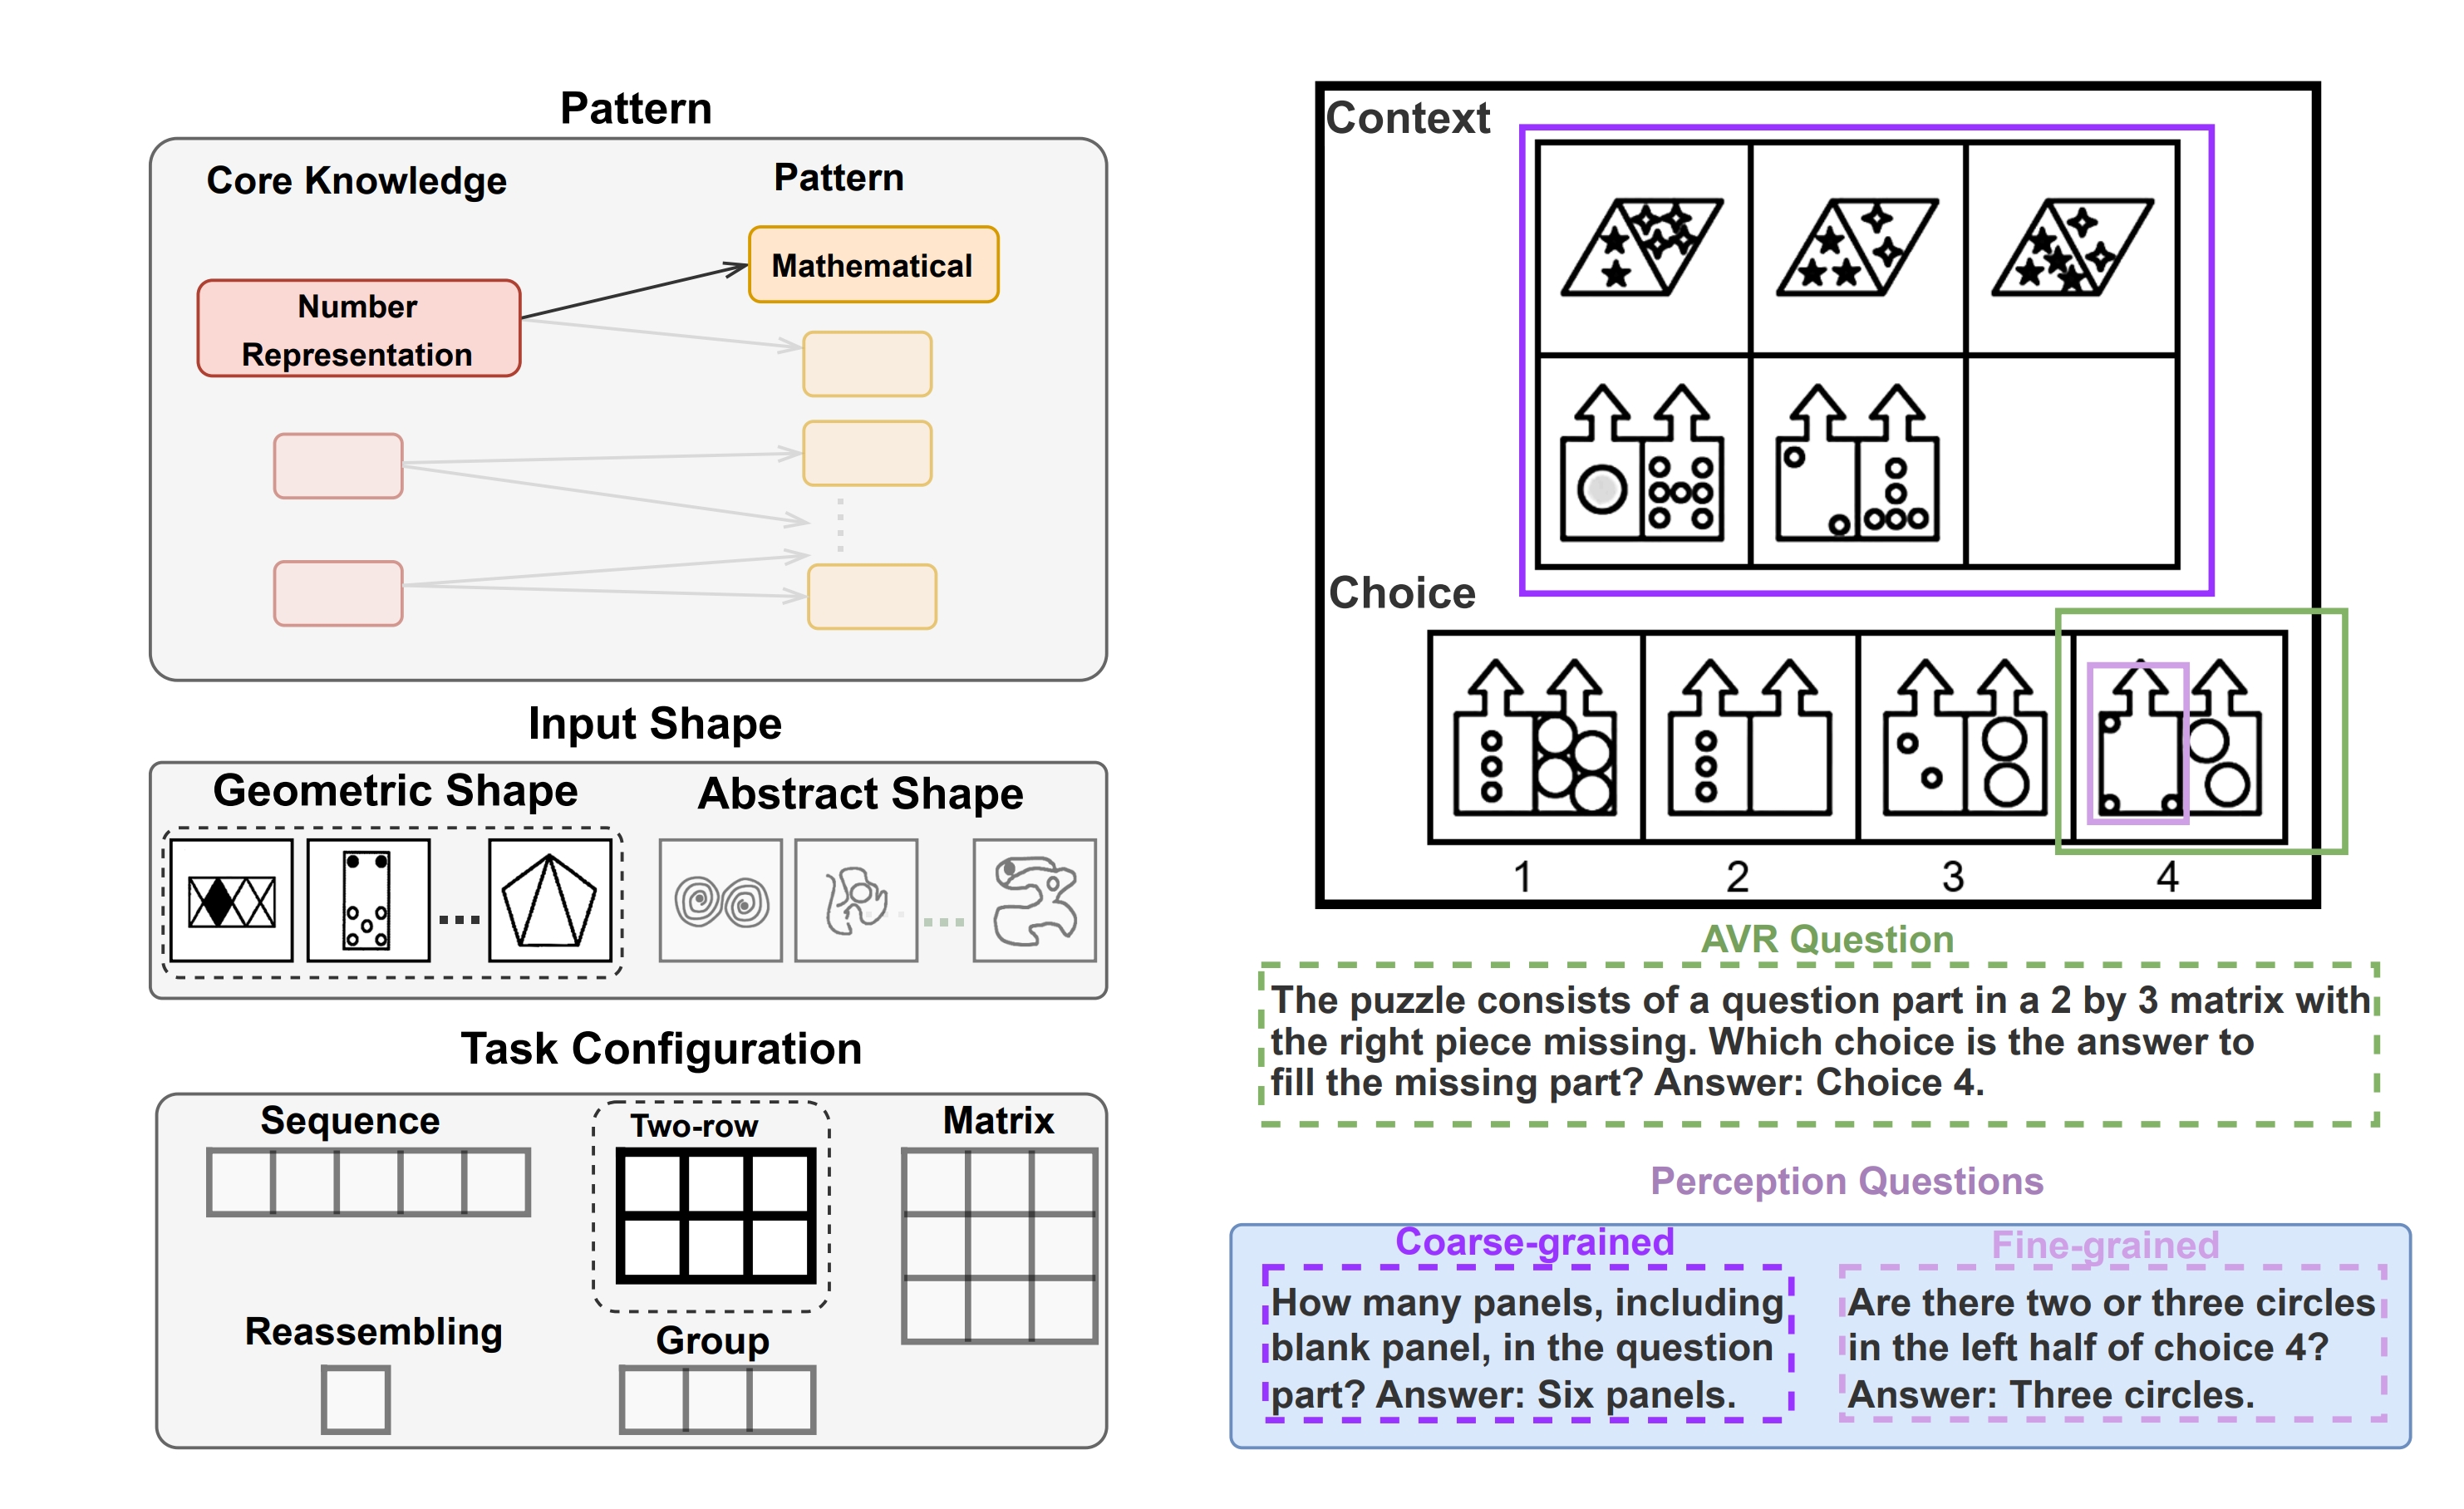 Pattern
Core Knowledge
Pattern
Mathematical
Number
Representation
Input Shape
Geometric Shape
Abstract Shape
Task Configuration
Sequence
Two-row
Matrix
Reassembling
Group
Context
Choice
1
2
3
4
AVR Question
The puzzle consists of a question part in a 2 by 3 matrix with
the right piece missing. Which choice is the answer to
fill the missing part? Answer: Choice 4.
Perception Questions
Coarse-grained
How many panels, including
blank panel, in the question
part? Answer: Six panels.
Fine-grained
Are there two or three circles
in the left half of choice 4?
Answer: Three circles.